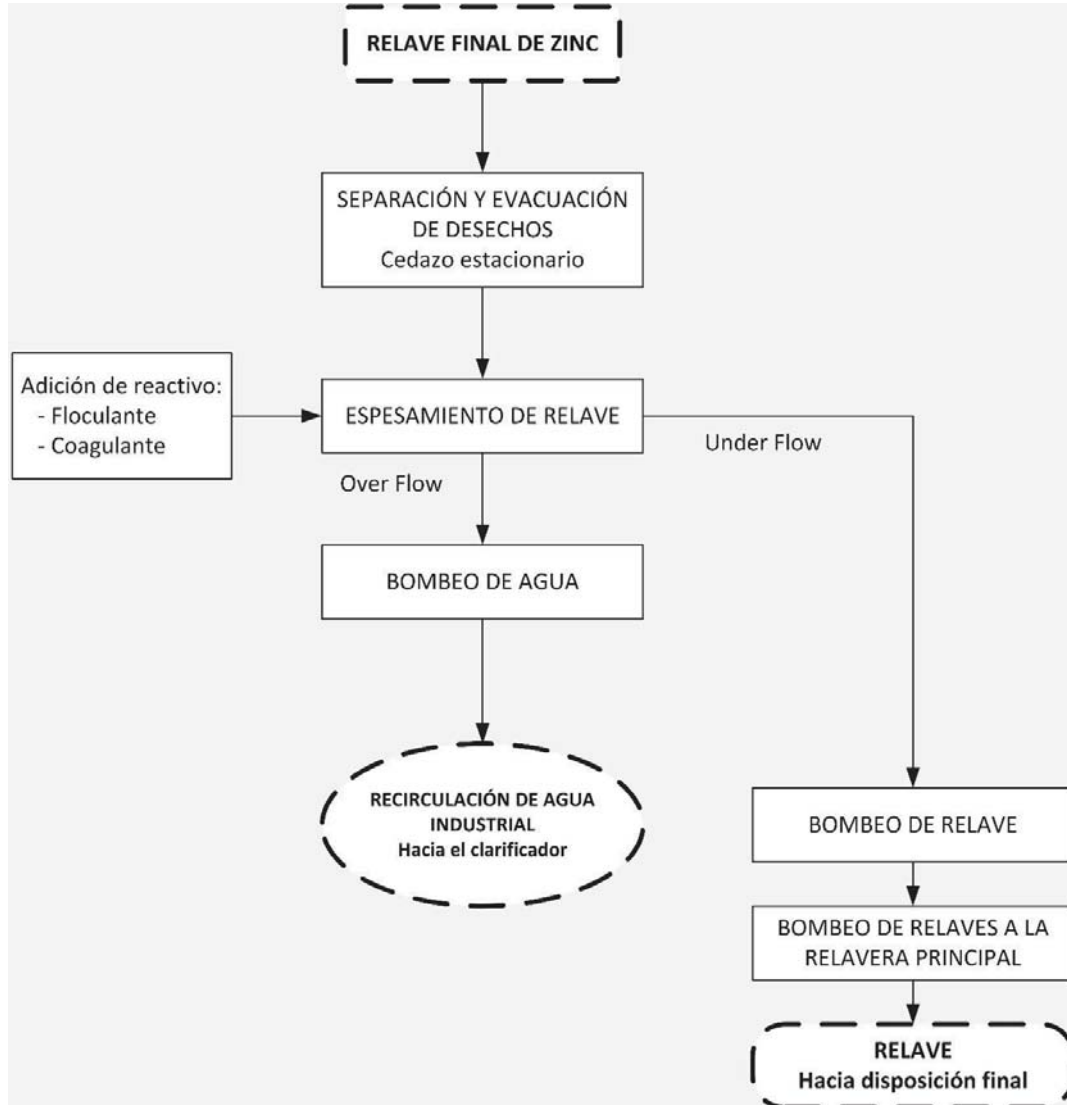 RELAVE FINAL DE ZINC
SEPARACIÓN Y EVACUACIÓN
DE DESECHOS
Cedazo estacionario
Adición de reactivo:
- Floculante
- Coagulante
ESPESAMIENTO DE RELAVE
Under Flow
Over Flow
BOMBEO DE AGUA
RECIRCULACIÓN DE AGUA
INDUSTRIAL
Hacia el clarificador
BOMBEO DE RELAVE
BOMBEO DE RELAVES A LA
RELAVERA PRINCIPAL
RELAVE
Hacia disposición final